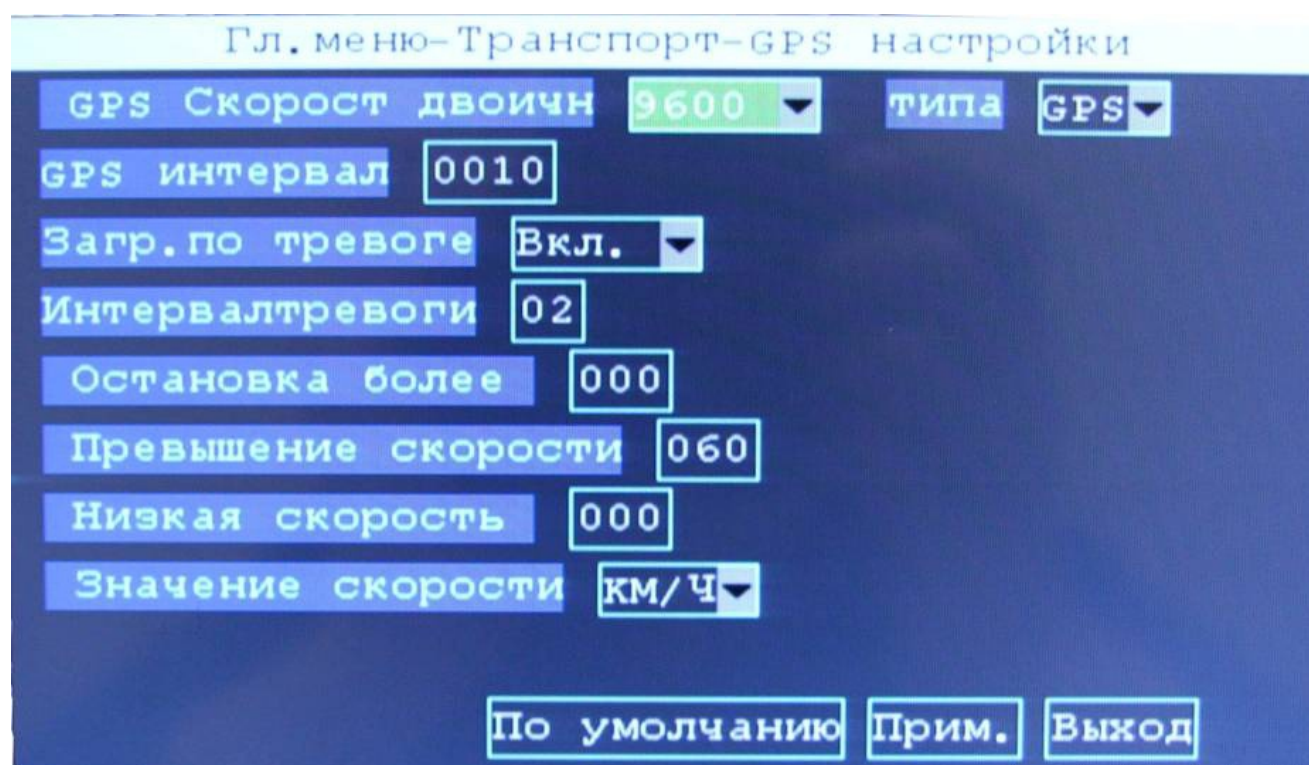 Гл.меню-Транспорт-GPS настройки
GPS Скорост двоичн 9600 типа GPS
GPS интервал 0010
Загр.по тревоге Вкл.
Интервалтревоги 02
Остановка более 000
Превышение скорости 060
Низкая скорость 000
Значение скорости КМ/Ч
По умолчанию Прим. Выход